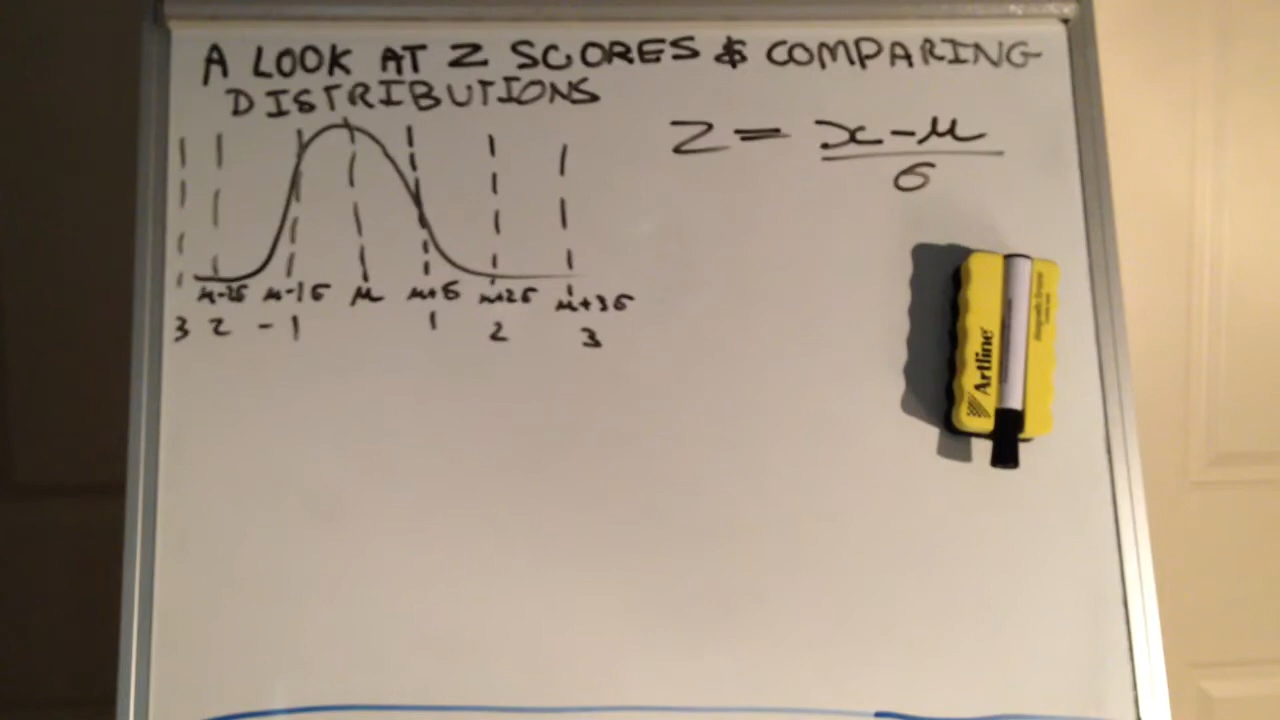 A LOOK AT Z SCORES & COMPARING
DISTRIBUTIONS
Z = x-μ
σ
μ-2σ μ-1σ μ μ+σ μ+2σ μ+3σ
3 2 -1 1 2 3
Artline